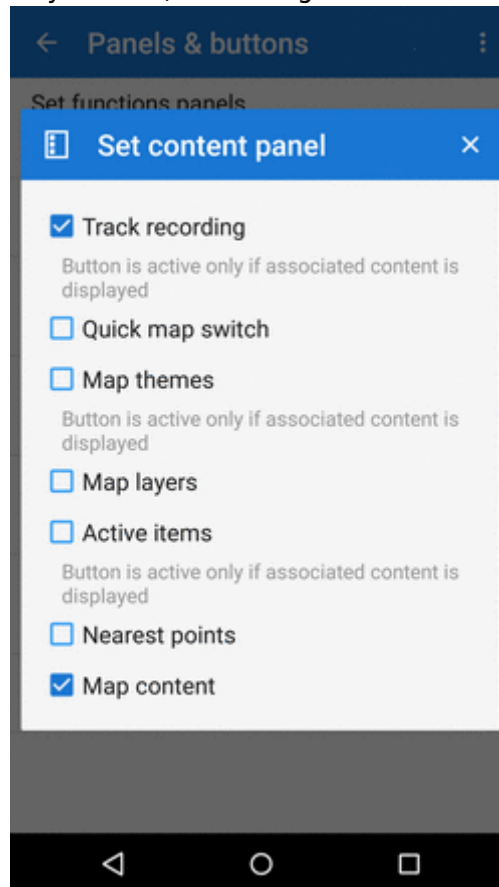 Panels & buttons
Set functions panels
Set content panel
Track recording
Button is active only if associated content is
displayed
Quick map switch
Map themes
Button is active only if associated content is
displayed
Map layers
Active items
Button is active only if associated content is
displayed
Nearest points
Map content